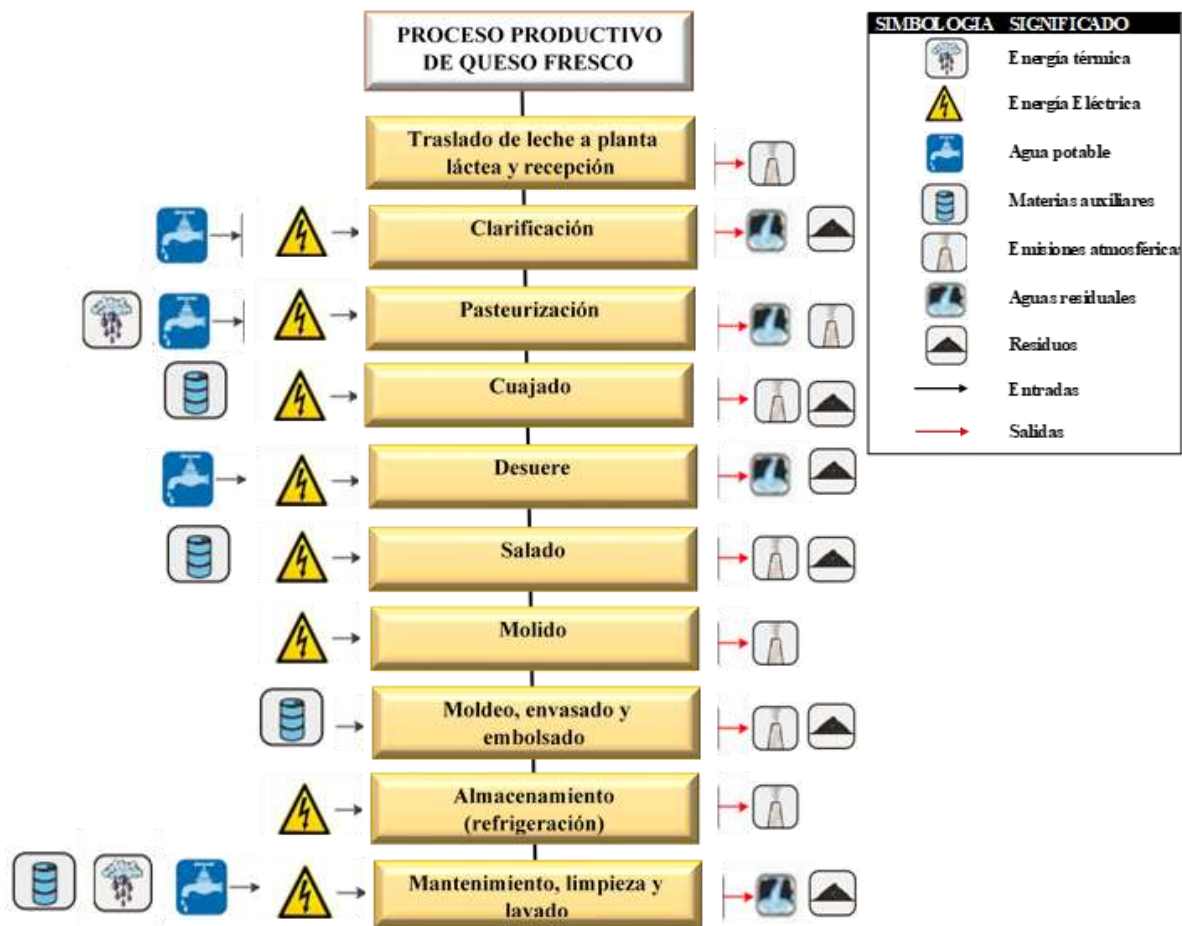 PROCESO PRODUCTIVO
DE QUESO FRESCO
Traslado de leche a planta
láctea y recepción
Clarificación
Pasteurización
Cuajado
Desuere
Salado
Molido
Moldeo, envasado y
embolsado
Almacenamiento
(refrigeración)
Mantenimiento, limpieza y
lavado
SIMBOLOGIA SIGNIFICADO
Energía térmica
Energía Eléctrica
Agua potable
Materias auxiliares
Emisiones atmosféricas
Aguas residuales
Residuos
Entradas
Salidas